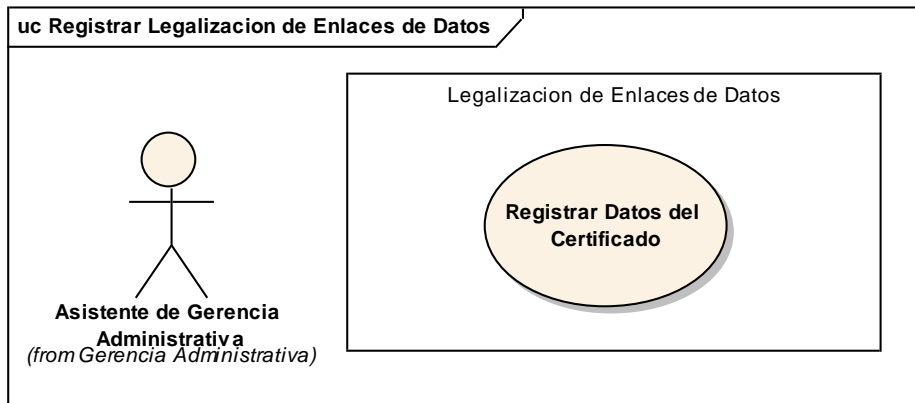 uc Registrar Legalizacion de Enlaces de Datos
Legalizacion de Enlaces de Datos
Registrar Datos del
Certificado
Asistente de Gerencia
Administrativa
(from Gerencia Administrativa)